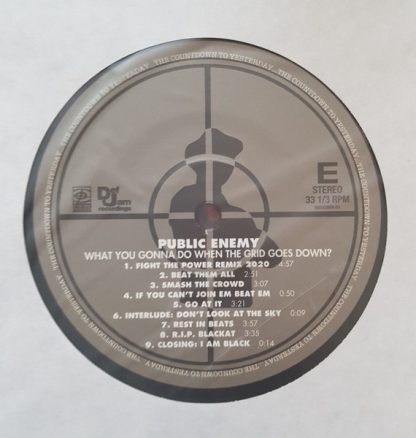 THE COUNTDOWN TO YESTERDAY...THE COUNTDOWN TO YESTERDAY...THE COUNTDOWN TO YESTERDAY...
Def
Jam
recordings
E
STEREO
33 1/3 RPM
PUBLIC ENEMY
WHAT YOU GONNA DO WHEN THE GRID GOES DOWN?
1. FIGHT THE POWER REMIX 2020 4:57
2. BEAT THEM ALL 2:51
3. SMASH THE CROWD 3:07
4. IF YOU CAN'T JOIN EM BEAT EM 0:50
5. GO AT IT 3:21
6. INTERLUDE: DON'T LOOK AT THE SKY 0:09
7. REST IN BEATS 3:57
8. R.I.P. BLACKAT 3:35
9. CLOSING: I AM BLACK 0:14